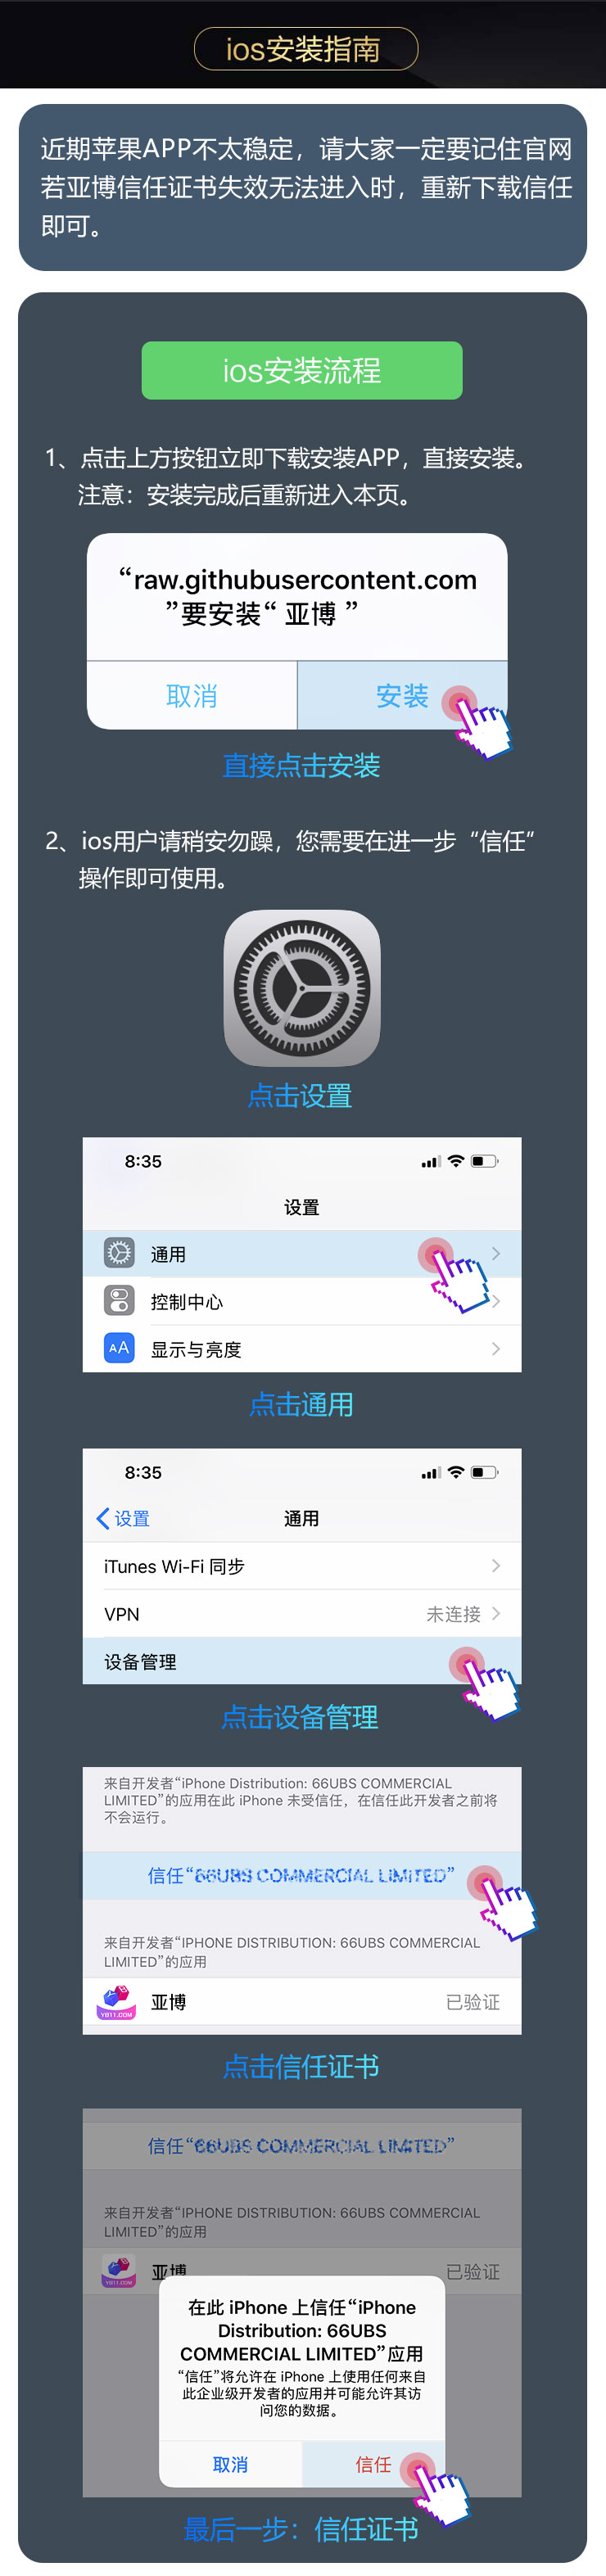 ios安装指南
近期苹果APP不太稳定，请大家一定要记住官网
若亚博信任证书失效无法进入时，重新下载信任
即可。
ios安装流程
1、点击上方按钮立即下载安装APP，直接安装。
注意：安装完成后重新进入本页。
“raw.githubusercontent.com
”要安装“ 亚博 ”
取消
安装
直接点击安装
2、ios用户请稍安勿躁，您需要在进一步“信任”
操作即可使用。
点击设置
8:35
设置
通用
控制中心
AA
显示与亮度
点击通用
8:35
设置
通用
iTunes Wi-Fi 同步
VPN
未连接
设备管理
点击设备管理
来自开发者“iPhone Distribution: 66UBS COMMERCIAL
LIMITED”的应用在此 iPhone 未受信任，在信任此开发者之前将
不会运行。
信任“66UBS COMMERCIAL LIMITED”
来自开发者“IPHONE DISTRIBUTION: 66UBS COMMERCIAL
LIMITED”的应用
YB11.COM
亚博
已验证
点击信任证书
信任“66UBS COMMERCIAL LIMITED”
来自开发者“IPHONE DISTRIBUTION: 66UBS COMMERCIAL
LIMITED”的应用
YB11.COM
亚博
已验证
在此 iPhone 上信任“iPhone
Distribution: 66UBS
COMMERCIAL LIMITED”应用
“信任”将允许在 iPhone 上使用任何来自
此企业级开发者的应用并可能允许其访
问您的数据。
取消
信任
最后一步：信任证书